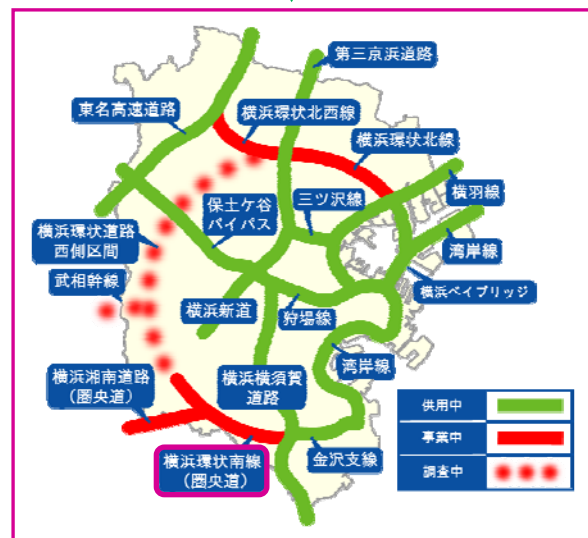 第三京浜道路
東名高速道路
横浜環状北西線
横浜環状北線
横羽線
保土ケ谷
バイパス
三ツ沢線
横浜環状道路
西側区間
湾岸線
武相幹線
横浜ベイブリッジ
横浜新道
狩場線
湾岸線
横浜湘南道路
（圏央道）
横浜横須賀
道路
横浜環状南線
（圏央道）
金沢支線
供用中
事業中
調査中